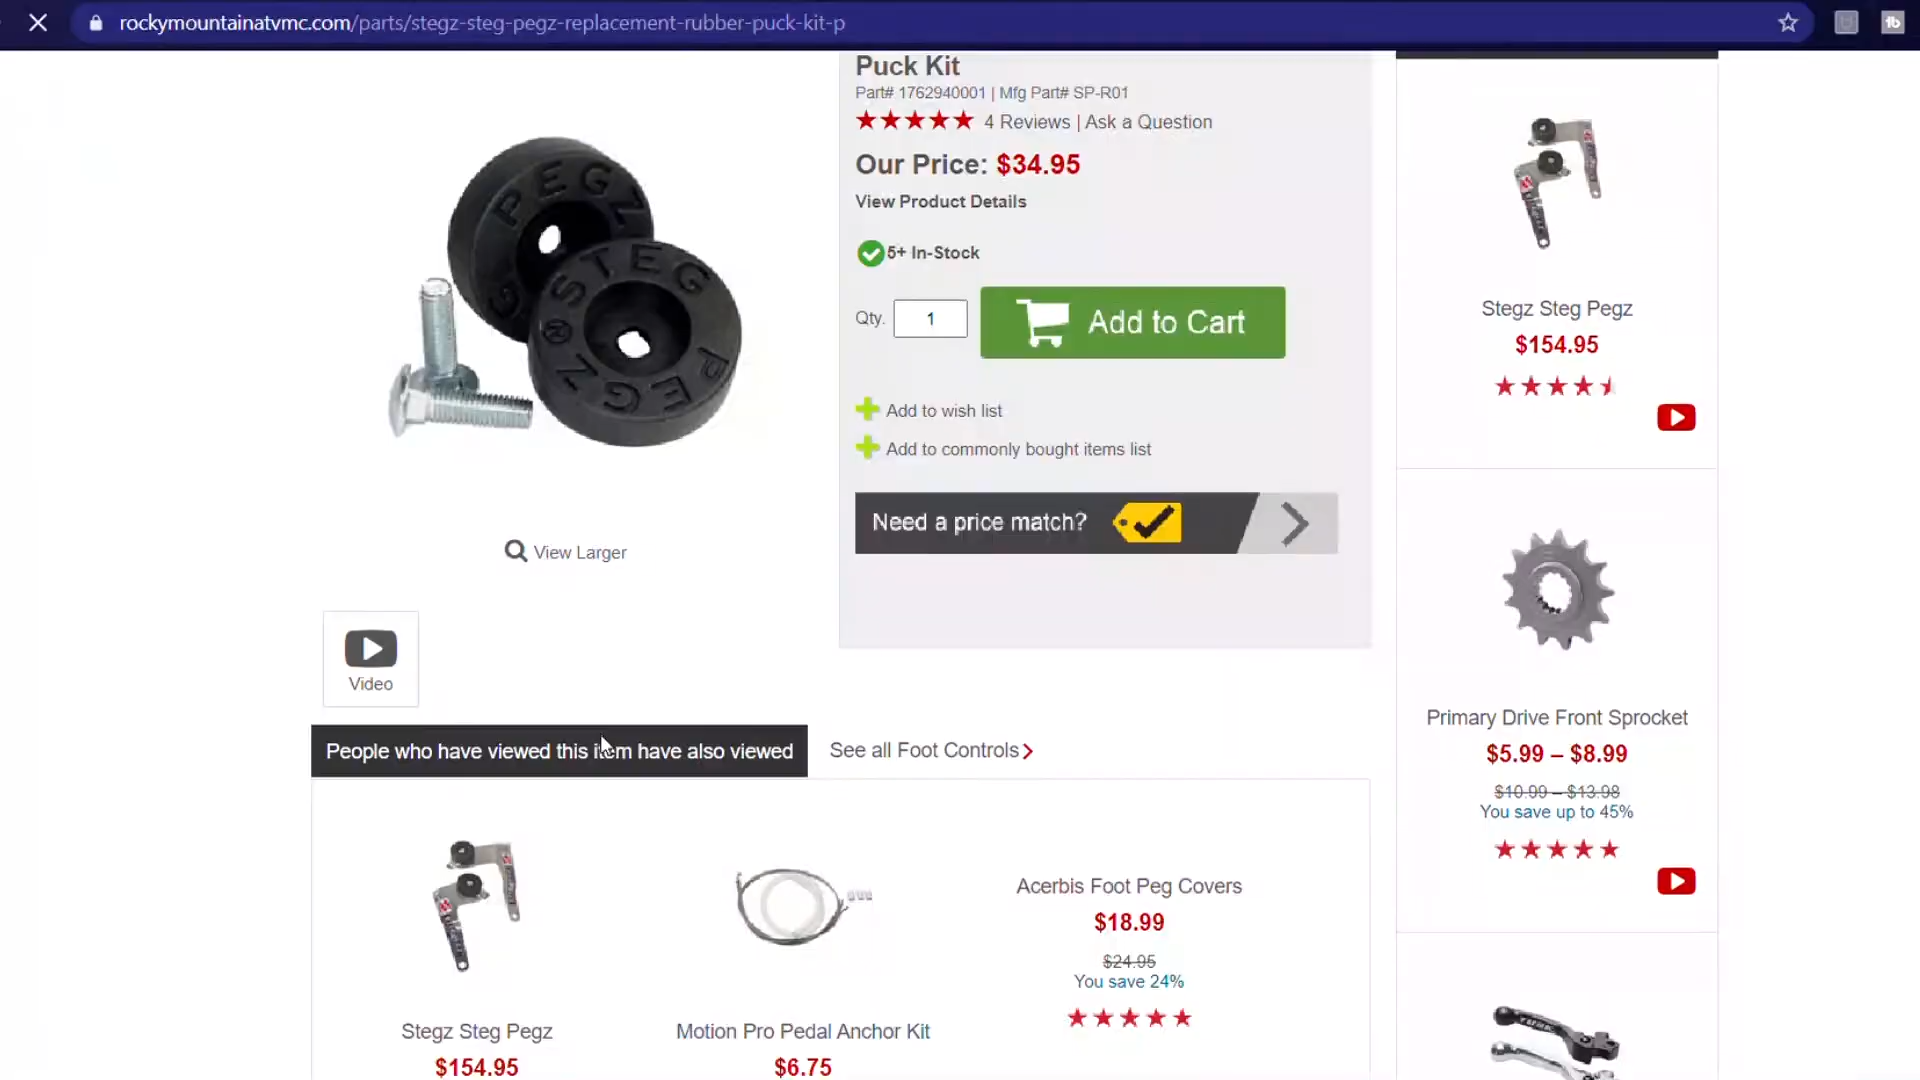 rockymountainatvmc.com/parts/stegz-steg-pegz-replacement-rubber-puck-kit-p
Puck Kit
Part# 1762940001 | Mfg Part# SP-R01
4 Reviews | Ask a Question
Our Price: $34.95
View Product Details
5+ In-Stock
Qty. 1 Add to Cart
Add to wish list
Add to commonly bought items list
Need a price match?
PEGZ
STEG
PEGZ
View Larger
Video
People who have viewed this item have also viewed
See all Foot Controls
Stegz Steg Pegz
$154.95
Motion Pro Pedal Anchor Kit
$6.75
Acerbis Foot Peg Covers
$18.99
$24.95
You save 24%
Stegz Steg Pegz
$154.95
Primary Drive Front Sprocket
$5.99 – $8.99
$10.99 – $13.98
You save up to 45%